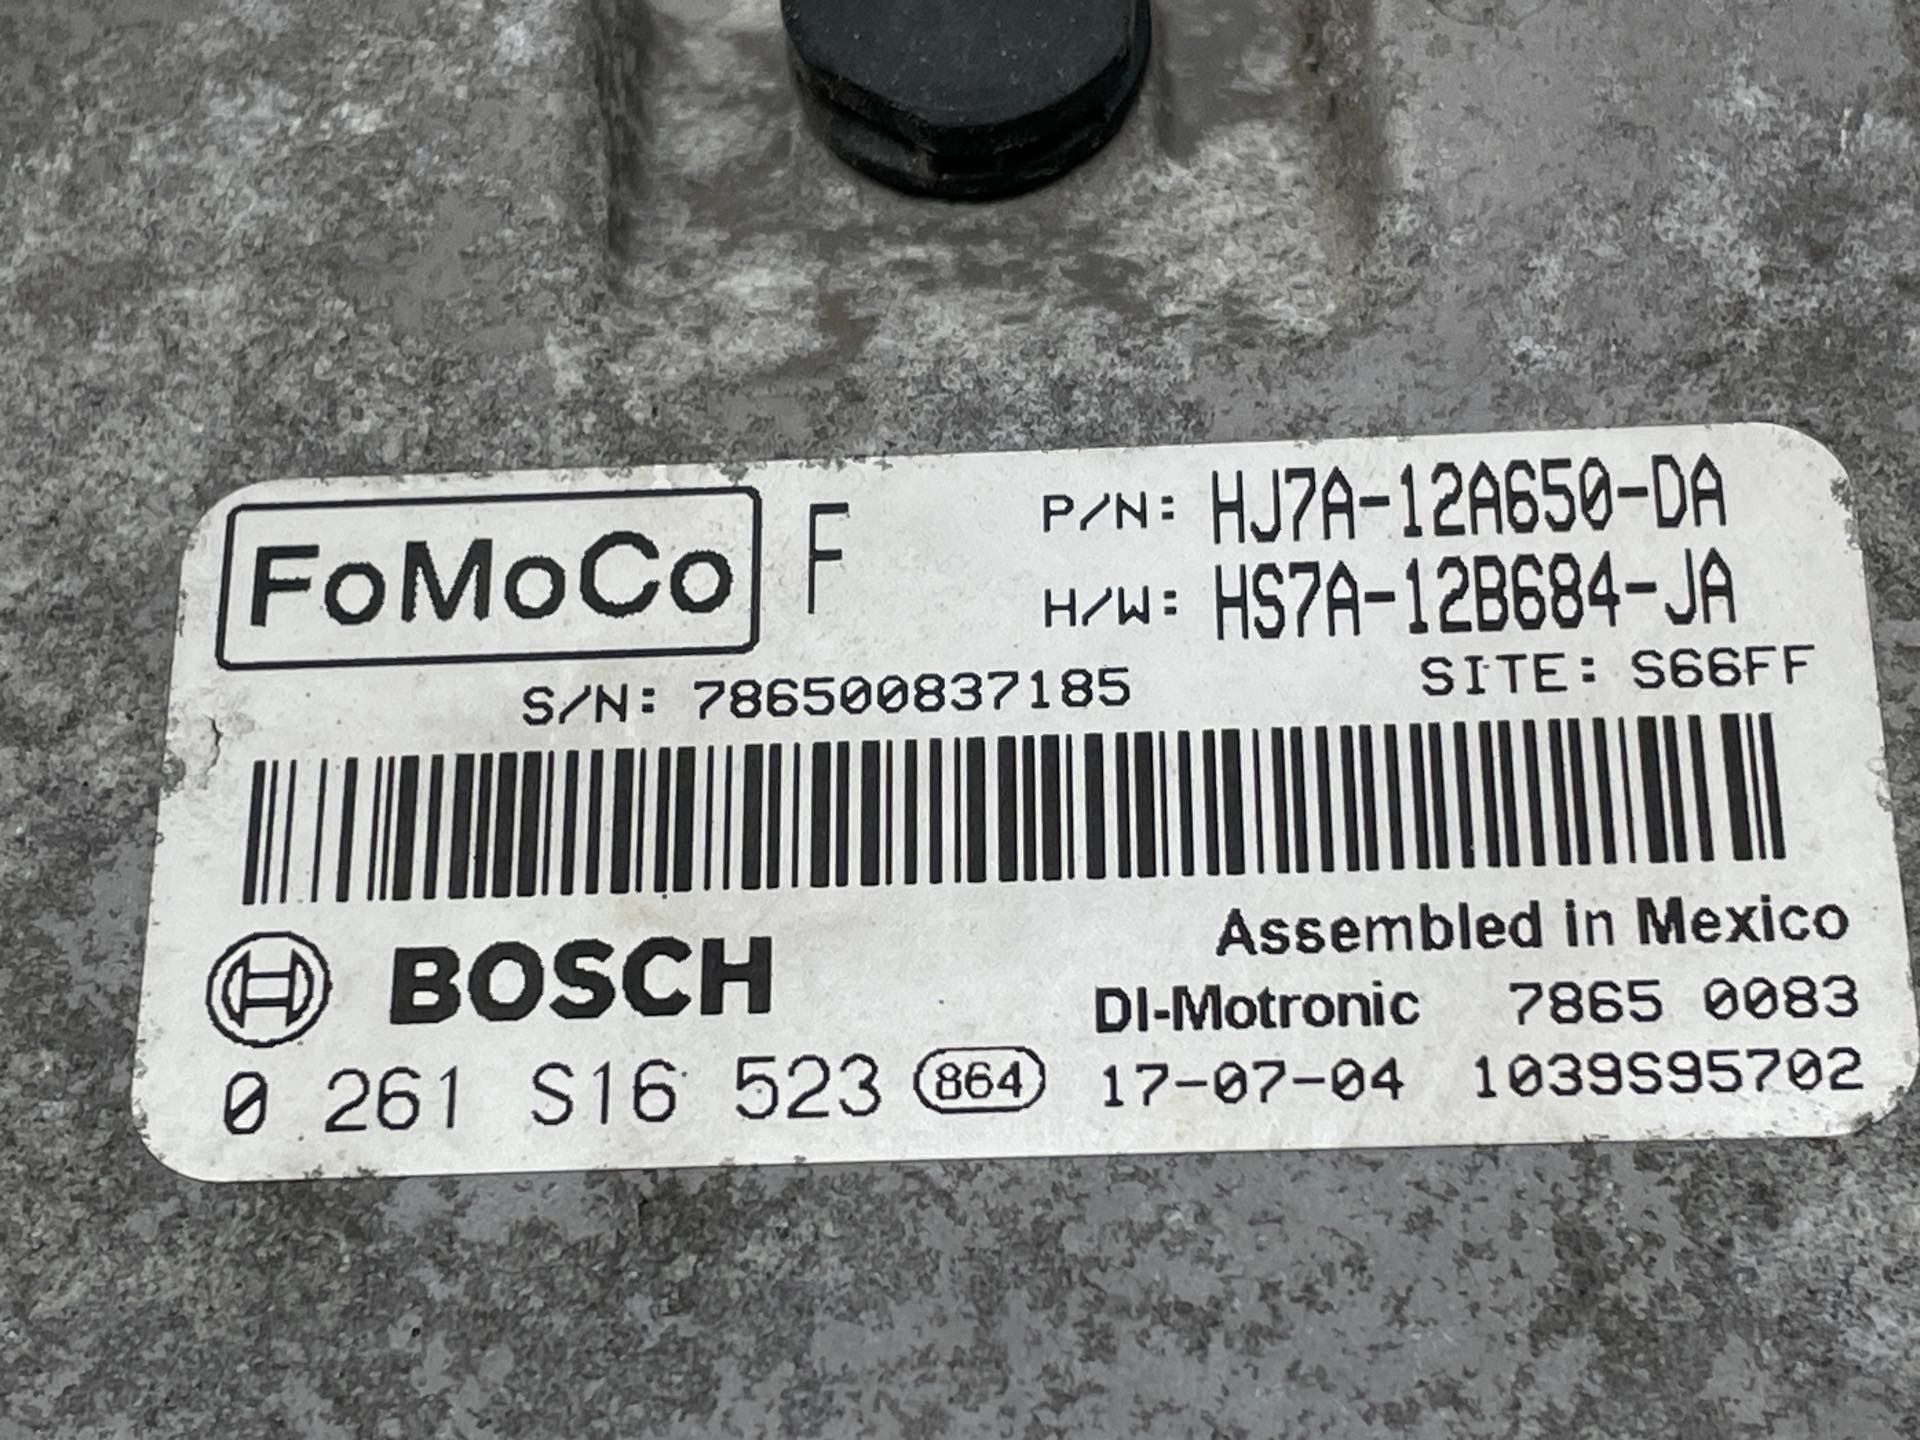 FoMoCo F P/N: HJ7A-12A650-DA
H/W: HS7A-12B684-JA
S/N: 786500837185 SITE: S66FF
Assembled in Mexico
BOSCH DI-Motronic 7865 0083
0 261 S16 523 864 17-07-04 1039S95702